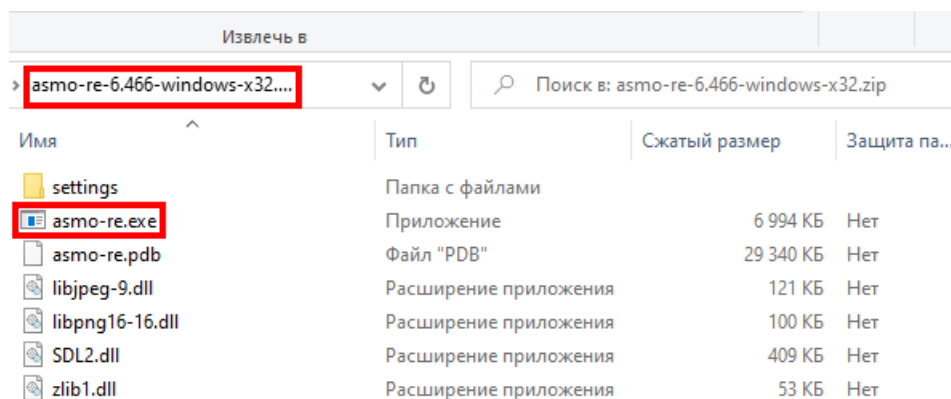 Извлечь в
asmo-re-6.466-windows-x32....
Поиск в: asmo-re-6.466-windows-x32.zip
Имя Тип Сжатый размер Защита па...
settings Папка с файлами
asmo-re.exe Приложение 6 994 КБ Нет
asmo-re.pdb Файл "PDB" 29 340 КБ Нет
libjpeg-9.dll Расширение приложения 121 КБ Нет
libpng16-16.dll Расширение приложения 100 КБ Нет
SDL2.dll Расширение приложения 409 КБ Нет
zlib1.dll Расширение приложения 53 КБ Нет